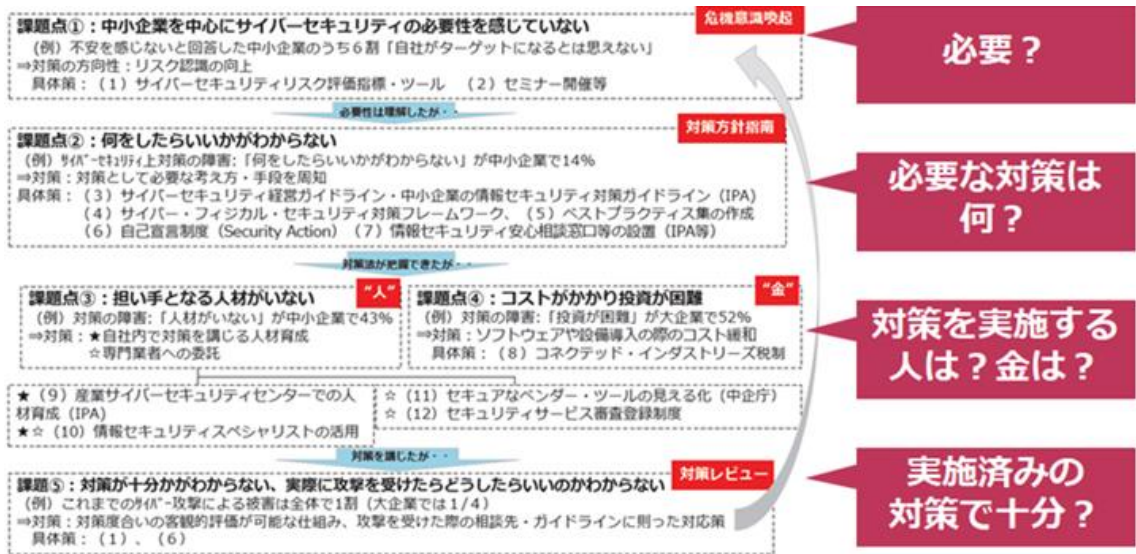 課題点①：中小企業を中心にサイバーセキュリティの必要性を感じていない
危機意識喚起
（例）不安を感じないと回答した中小企業のうち６割「自社がターゲットになるとは思えない」
⇒対策の方向性：リスク認識の向上
具体策：（１）サイバーセキュリティリスク評価指標・ツール　（２）セミナー開催等
必要？
必要性は理解したが・・
課題点②：何をしたらいいかがわからない
対策方針指南
（例）ｻｲﾊﾞｰｾｷｭﾘﾃｨ上対策の障害:「何をしたらいいかがわからない」が中小企業で14%
⇒対策：対策として必要な考え方・手段を周知
具体策：（３）サイバーセキュリティ経営ガイドライン・中小企業の情報セキュリティ対策ガイドライン（IPA）
（４）サイバー・フィジカル・セキュリティ対策フレームワーク、（５）ベストプラクティス集の作成
（６）自己宣言制度（Security Action）（７）情報セキュリティ安心相談窓口等の設置（IPA等）
必要な対策は
何？
対策法が把握できたが・・
課題点③：担い手となる人材がいない
“人”
（例）対策の障害:「人材がいない」が中小企業で43%
⇒対策：★自社内で対策を講じる人材育成
☆専門業者への委託
課題点④：コストがかかり投資が困難
“金”
（例）対策の障害:「投資が困難」が大企業で52%
⇒対策：ソフトウェアや設備導入の際のコスト緩和
具体策：（８）コネクテッド・インダストリーズ税制
対策を実施する
人は？金は？
★（９）産業サイバーセキュリティセンターでの人
材育成（IPA）
★☆（10）情報セキュリティスペシャリストの活用
☆（11）セキュアなベンダー・ツールの見える化（中企庁）
☆（12）セキュリティサービス審査登録制度
対策を講じたが・・
課題⑤：対策が十分かがわからない、実際に攻撃を受けたらどうしたらいいのかわからない
対策レビュー
（例）これまでのｻｲﾊﾞｰ攻撃による被害は全体で１割（大企業では１/４）
⇒対策：対策度合いの客観的評価が可能な仕組み、攻撃を受けた際の相談先・ガイドラインに則った対応策
具体策：（１）、（６）
実施済みの
対策で十分？